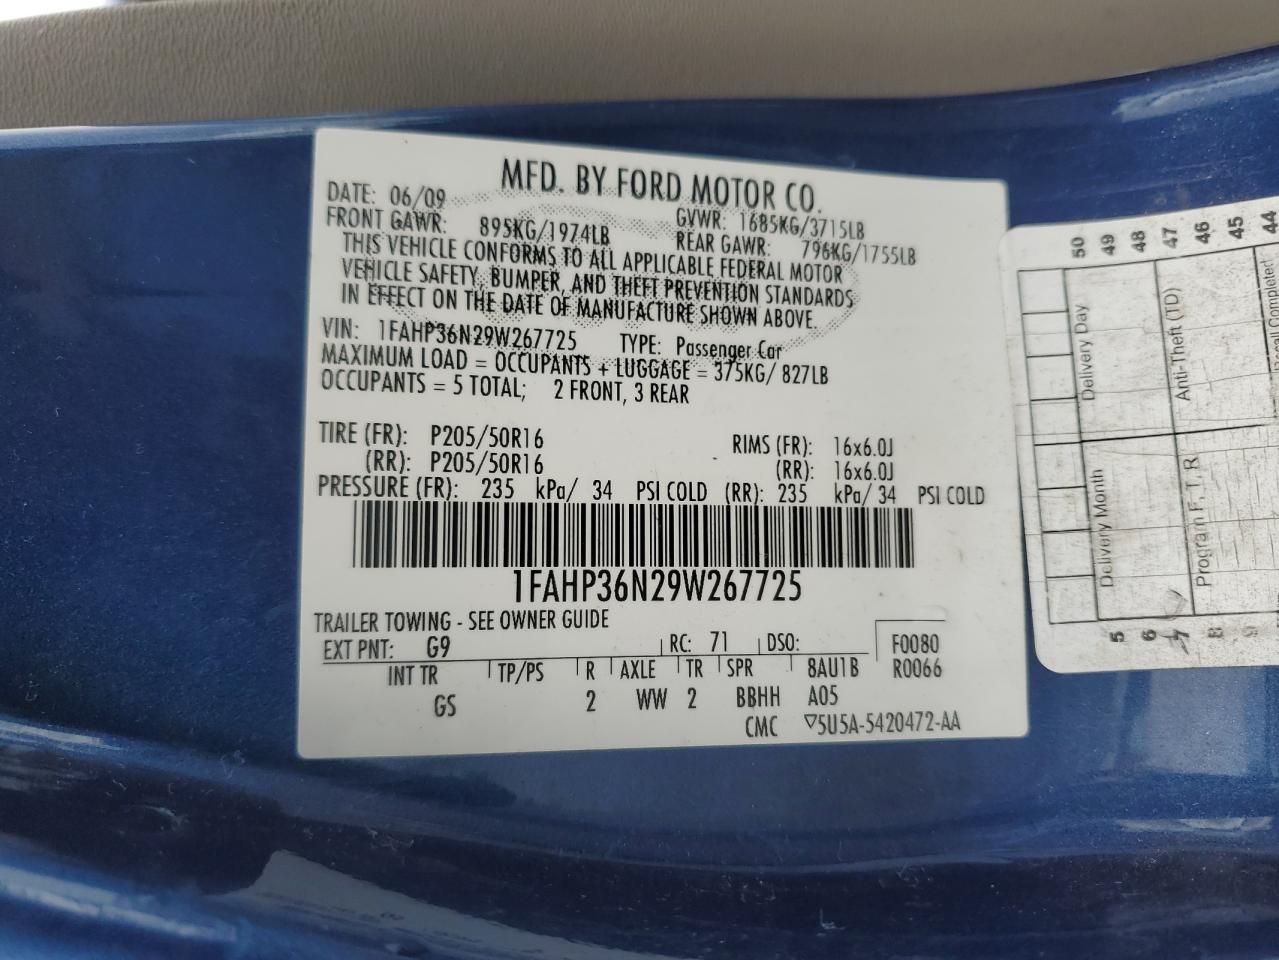 MFD. BY FORD MOTOR CO.
DATE: 06/09 GVWR: 1685KG/3715LB
FRONT GAWR: 895KG/1974LB REAR GAWR: 796KG/1755LB
THIS VEHICLE CONFORMS TO ALL APPLICABLE FEDERAL MOTOR
VEHICLE SAFETY, BUMPER, AND THEFT PREVENTION STANDARDS
IN EFFECT ON THE DATE OF MANUFACTURE SHOWN ABOVE.
VIN: 1FAHP36N29W267725 TYPE: Passenger Car
MAXIMUM LOAD = OCCUPANTS + LUGGAGE = 375KG/ 827LB
OCCUPANTS = 5 TOTAL; 2 FRONT, 3 REAR
TIRE (FR): P205/50R16 RIMS (FR): 16x6.0J
(RR): P205/50R16 (RR): 16x6.0J
PRESSURE (FR): 235 kPa/ 34 PSI COLD (RR): 235 kPa/ 34 PSI COLD
1FAHP36N29W267725
TRAILER TOWING - SEE OWNER GUIDE
EXT PNT: G9 RC: 71 DSO: F0080
INT TR TP/PS R AXLE TR SPR 8AU1B R0066
GS 2 WW 2 BBHH A05
CMC ▽5U5A-5420472-AA
50 49 48 47 46 45 44
Delivery Day
Anti-Theft (TD)
Completed
Delivery Month
Program F, T, R
5 6 7 8 9